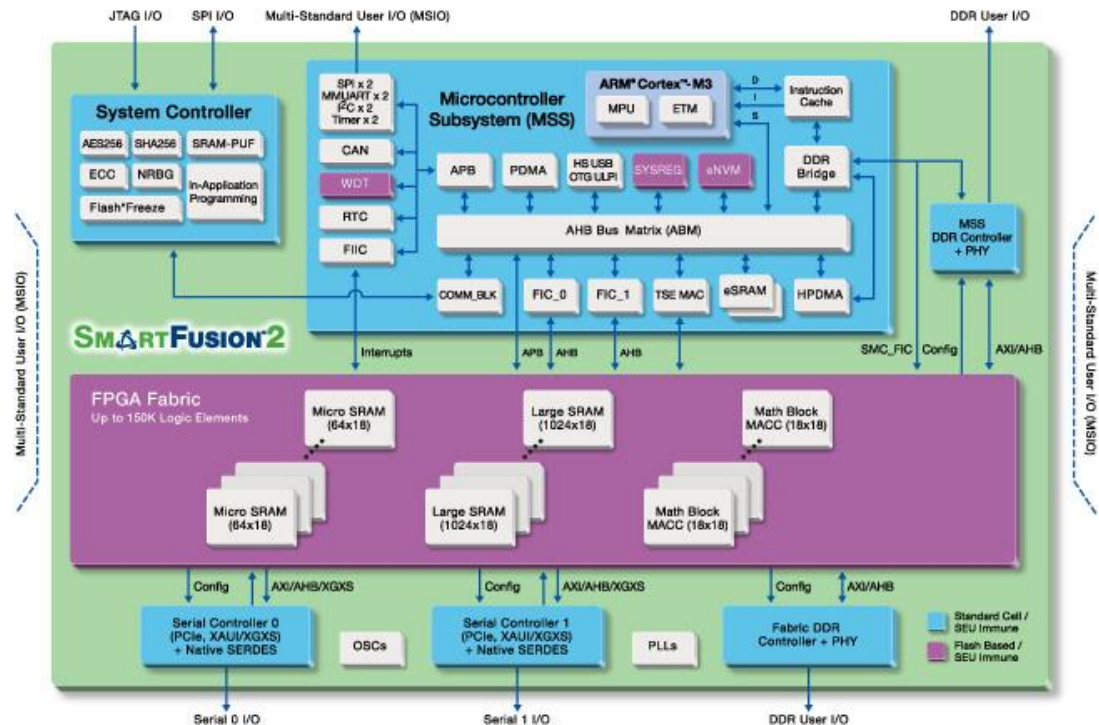 JTAG I/O
SPI I/O
Multi-Standard User I/O (MSIO)
DDR User I/O
System Controller
AES256
SHA256
SRAM-PUF
ECC
NRBG
In-Application
Programming
Flash*Freeze
SPI x 2
MMUART x 2
I²C x 2
Timer x 2
CAN
WDT
RTC
FIIC
Microcontroller
Subsystem (MSS)
ARM® Cortex™-M3
MPU
ETM
D
I
S
Instruction
Cache
DDR
Bridge
APB
PDMA
HS USB
OTG ULPI
SYSREG
eNVM
AHB Bus Matrix (ABM)
COMM_BLK
FIC_0
FIC_1
TSE MAC
eSRAM
HPDMA
MSS
DDR Controller
+ PHY
Multi-Standard User I/O (MSIO)
Multi-Standard User I/O (MSIO)
SMARTFUSION®2
Interrupts
APB
AHB
AHB
SMC_FIC
Config
AXI/AHB
FPGA Fabric
Up to 150K Logic Elements
Micro SRAM
(64x18)
Large SRAM
(1024x18)
Math Block
MACC (18x18)
Micro SRAM
(64x18)
Large SRAM
(1024x18)
Math Block
MACC (18x18)
Config
AXI/AHB/XGXS
Config
AXI/AHB/XGXS
Config
AXI/AHB
Serial Controller 0
(PCIe, XAUI/XGXS)
+ Native SERDES
OSCs
Serial Controller 1
(PCIe, XAUI/XGXS)
+ Native SERDES
PLLs
Fabric DDR
Controller + PHY
Standard Cell /
SEU Immune
Flash Based /
SEU Immune
Serial 0 I/O
Serial 1 I/O
DDR User I/O